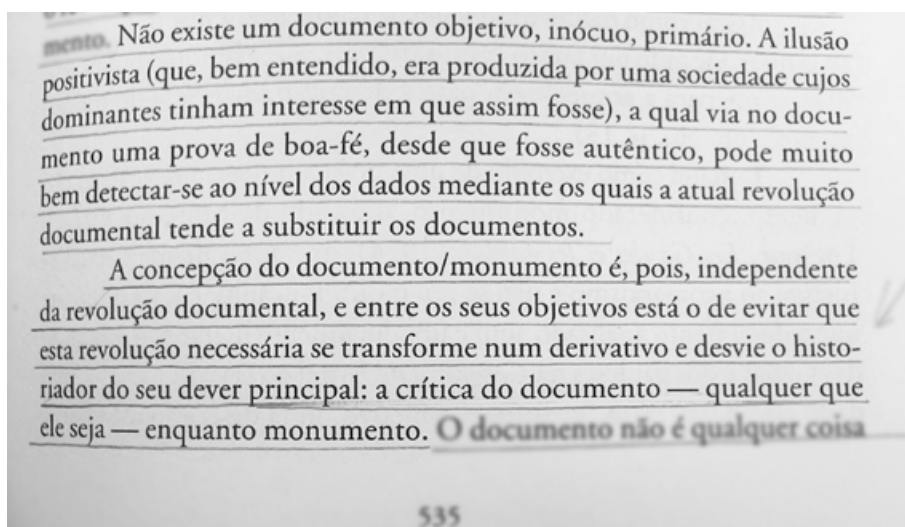 mento. Não existe um documento objetivo, inócuo, primário. A ilusão
positivista (que, bem entendido, era produzida por uma sociedade cujos
dominantes tinham interesse em que assim fosse), a qual via no docu-
mento uma prova de boa-fé, desde que fosse autêntico, pode muito
bem detectar-se ao nível dos dados mediante os quais a atual revolução
documental tende a substituir os documentos.
A concepção do documento/monumento é, pois, independente
da revolução documental, e entre os seus objetivos está o de evitar que
esta revolução necessária se transforme num derivativo e desvie o histo-
riador do seu dever principal: a crítica do documento — qualquer que
ele seja — enquanto monumento. O documento não é qualquer coisa
535